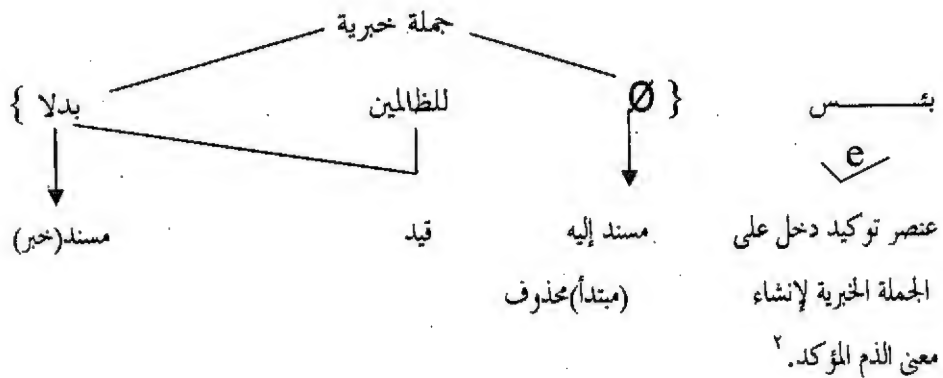 جملة خبرية
بئـــــس { Ø للظالمين بدلا }
e
عنصر توكيد دخل على مسند إليه قيد مسند(خبر)
الجملة الخبرية لإنشاء (مبتدأ)محذوف
معنى الذم المؤكد.٢